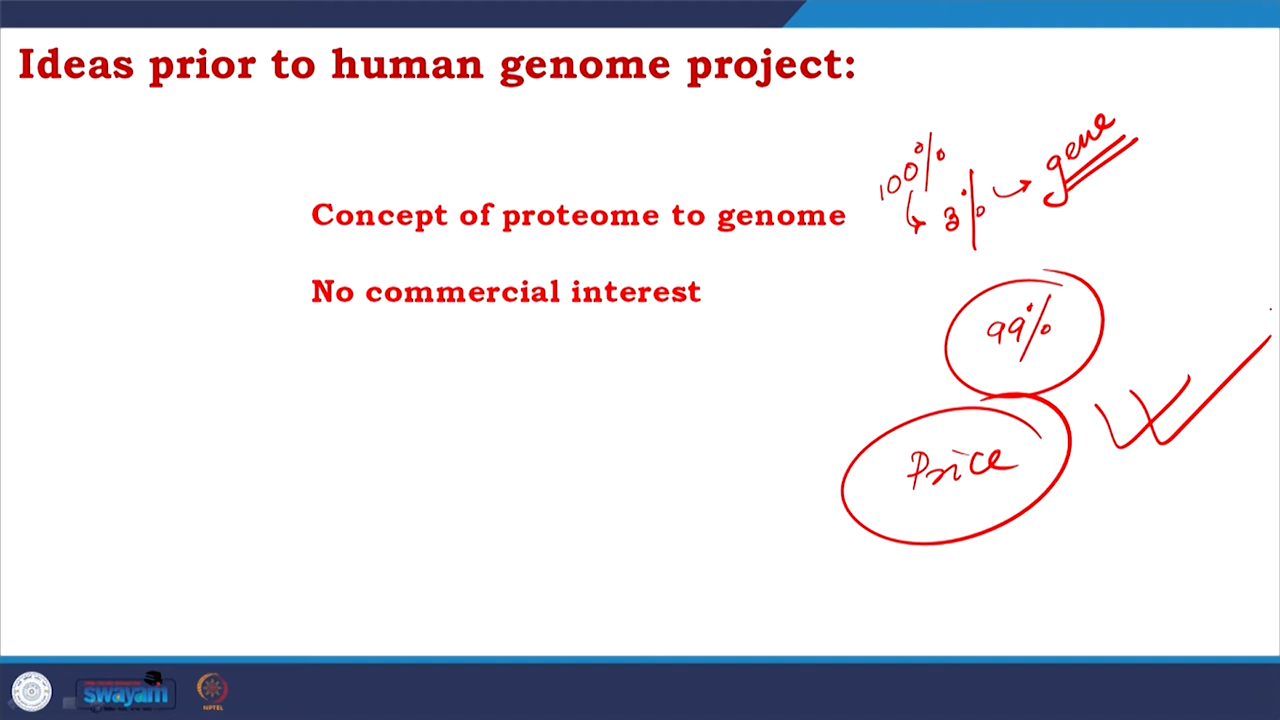 Ideas prior to human genome project:
100%
3% → gene
Concept of proteome to genome
No commercial interest
99%
Price
swayam
NPTEL